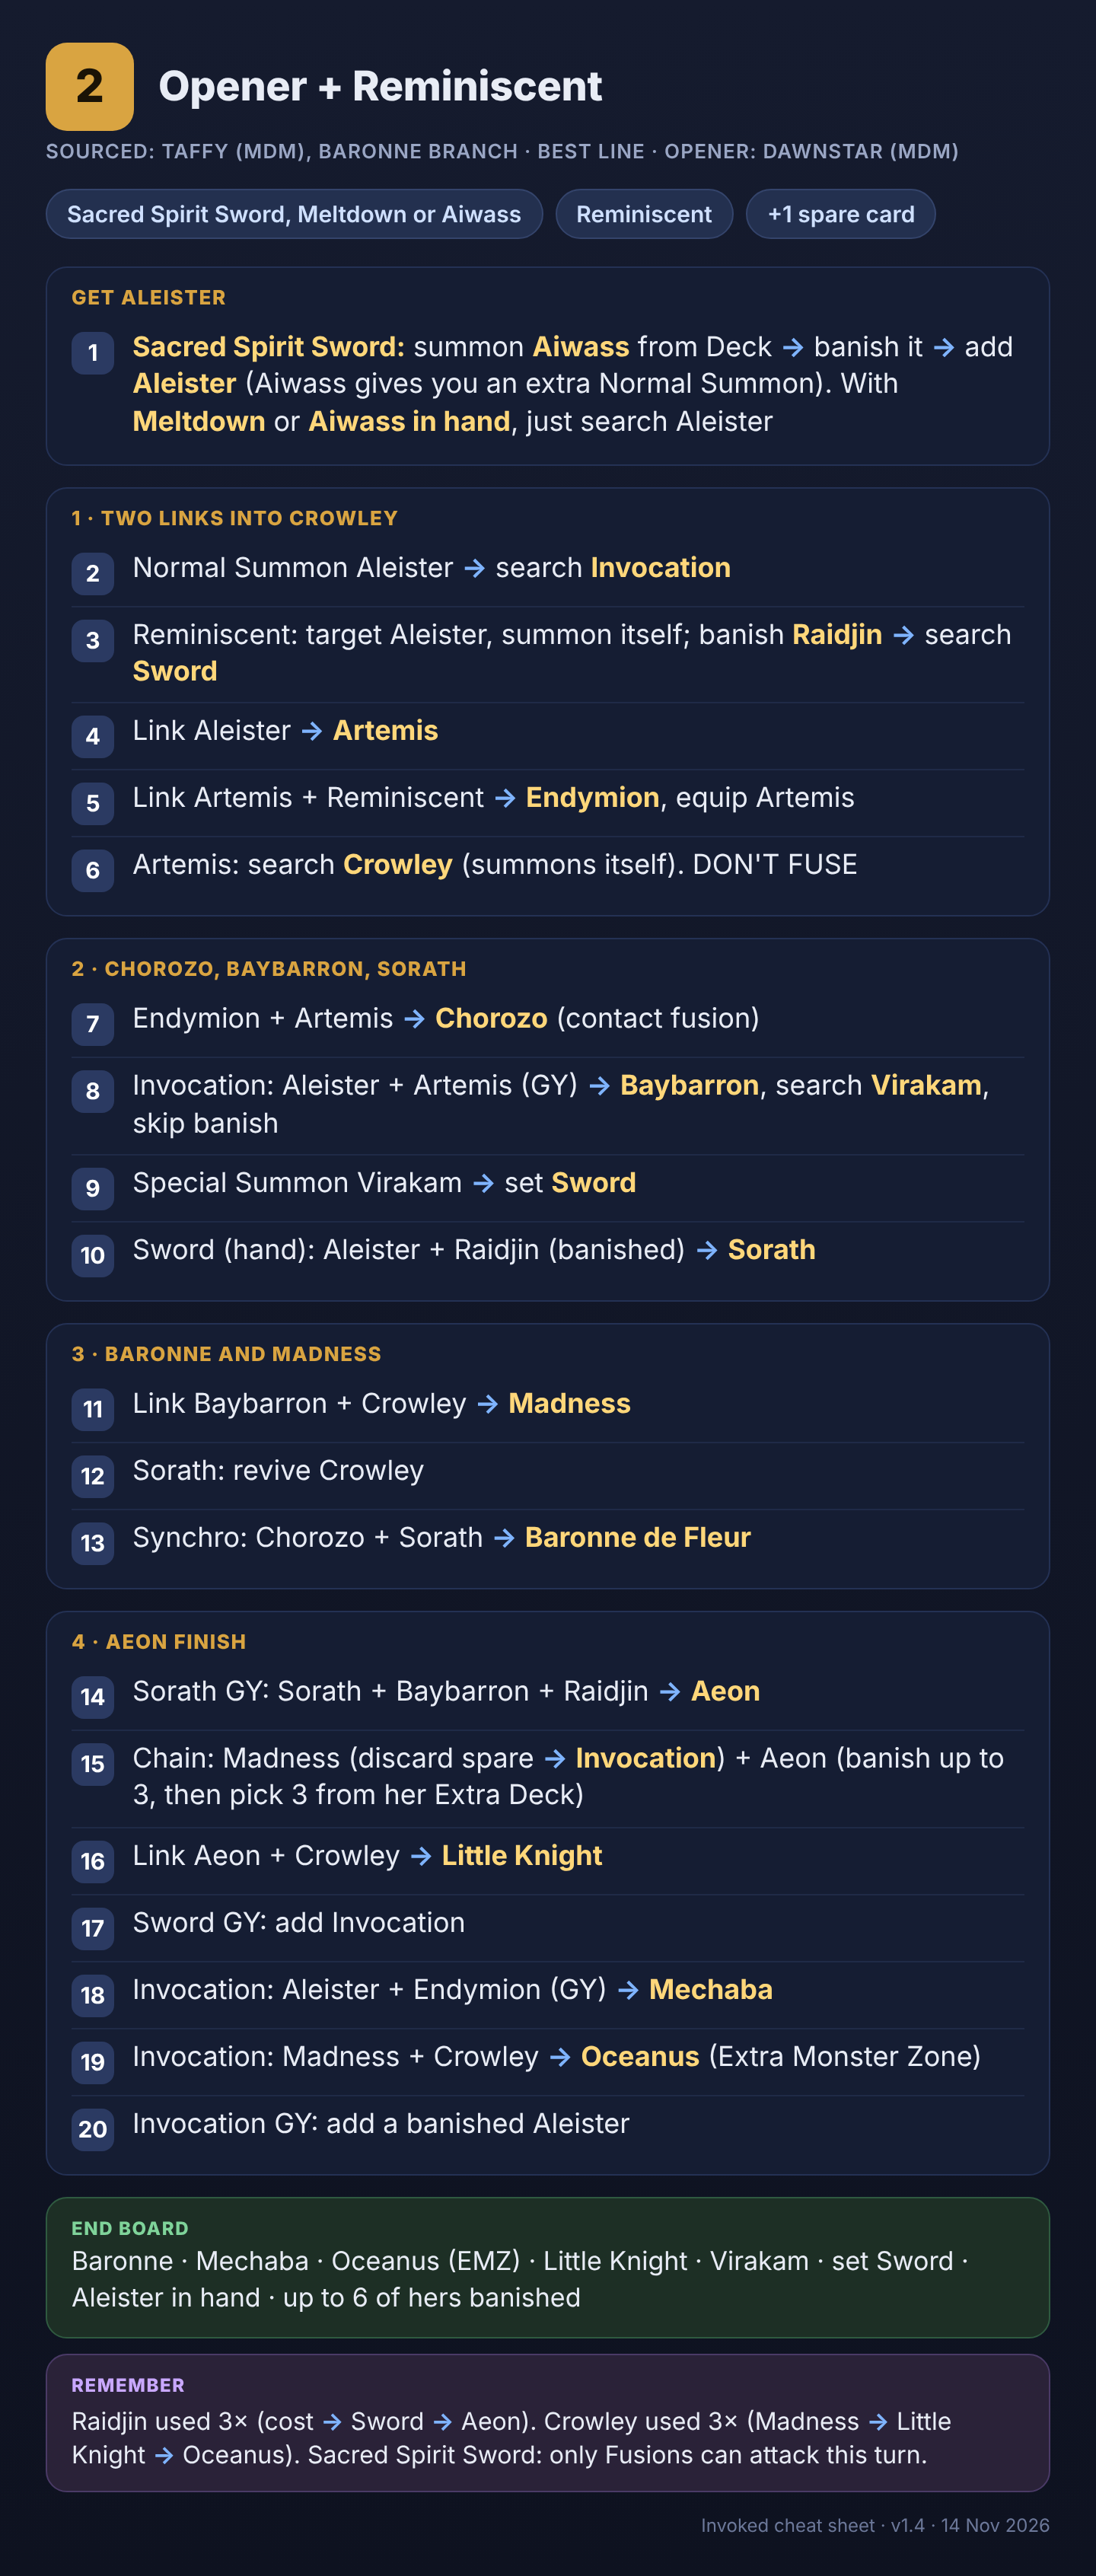 2
Opener + Reminiscent
SOURCED: TAFFY (MDM), BARONNE BRANCH · BEST LINE · OPENER: DAWNSTAR (MDM)
Sacred Spirit Sword, Meltdown or Aiwass
Reminiscent
+1 spare card
GET ALEISTER
1
Sacred Spirit Sword: summon Aiwass from Deck → banish it → add
Aleister (Aiwass gives you an extra Normal Summon). With
Meltdown or Aiwass in hand, just search Aleister
1 · TWO LINKS INTO CROWLEY
2
Normal Summon Aleister → search Invocation
3
Reminiscent: target Aleister, summon itself; banish Raidjin → search
Sword
4
Link Aleister → Artemis
5
Link Artemis + Reminiscent → Endymion, equip Artemis
6
Artemis: search Crowley (summons itself). DON'T FUSE
2 · CHOROZO, BAYBARRON, SORATH
7
Endymion + Artemis → Chorozo (contact fusion)
8
Invocation: Aleister + Artemis (GY) → Baybarron, search Virakam,
skip banish
9
Special Summon Virakam → set Sword
10
Sword (hand): Aleister + Raidjin (banished) → Sorath
3 · BARONNE AND MADNESS
11
Link Baybarron + Crowley → Madness
12
Sorath: revive Crowley
13
Synchro: Chorozo + Sorath → Baronne de Fleur
4 · AEON FINISH
14
Sorath GY: Sorath + Baybarron + Raidjin → Aeon
15
Chain: Madness (discard spare → Invocation) + Aeon (banish up to
3, then pick 3 from her Extra Deck)
16
Link Aeon + Crowley → Little Knight
17
Sword GY: add Invocation
18
Invocation: Aleister + Endymion (GY) → Mechaba
19
Invocation: Madness + Crowley → Oceanus (Extra Monster Zone)
20
Invocation GY: add a banished Aleister
END BOARD
Baronne · Mechaba · Oceanus (EMZ) · Little Knight · Virakam · set Sword ·
Aleister in hand · up to 6 of hers banished
REMEMBER
Raidjin used 3× (cost → Sword → Aeon). Crowley used 3× (Madness → Little
Knight → Oceanus). Sacred Spirit Sword: only Fusions can attack this turn.
Invoked cheat sheet · v1.4 · 14 Nov 2026